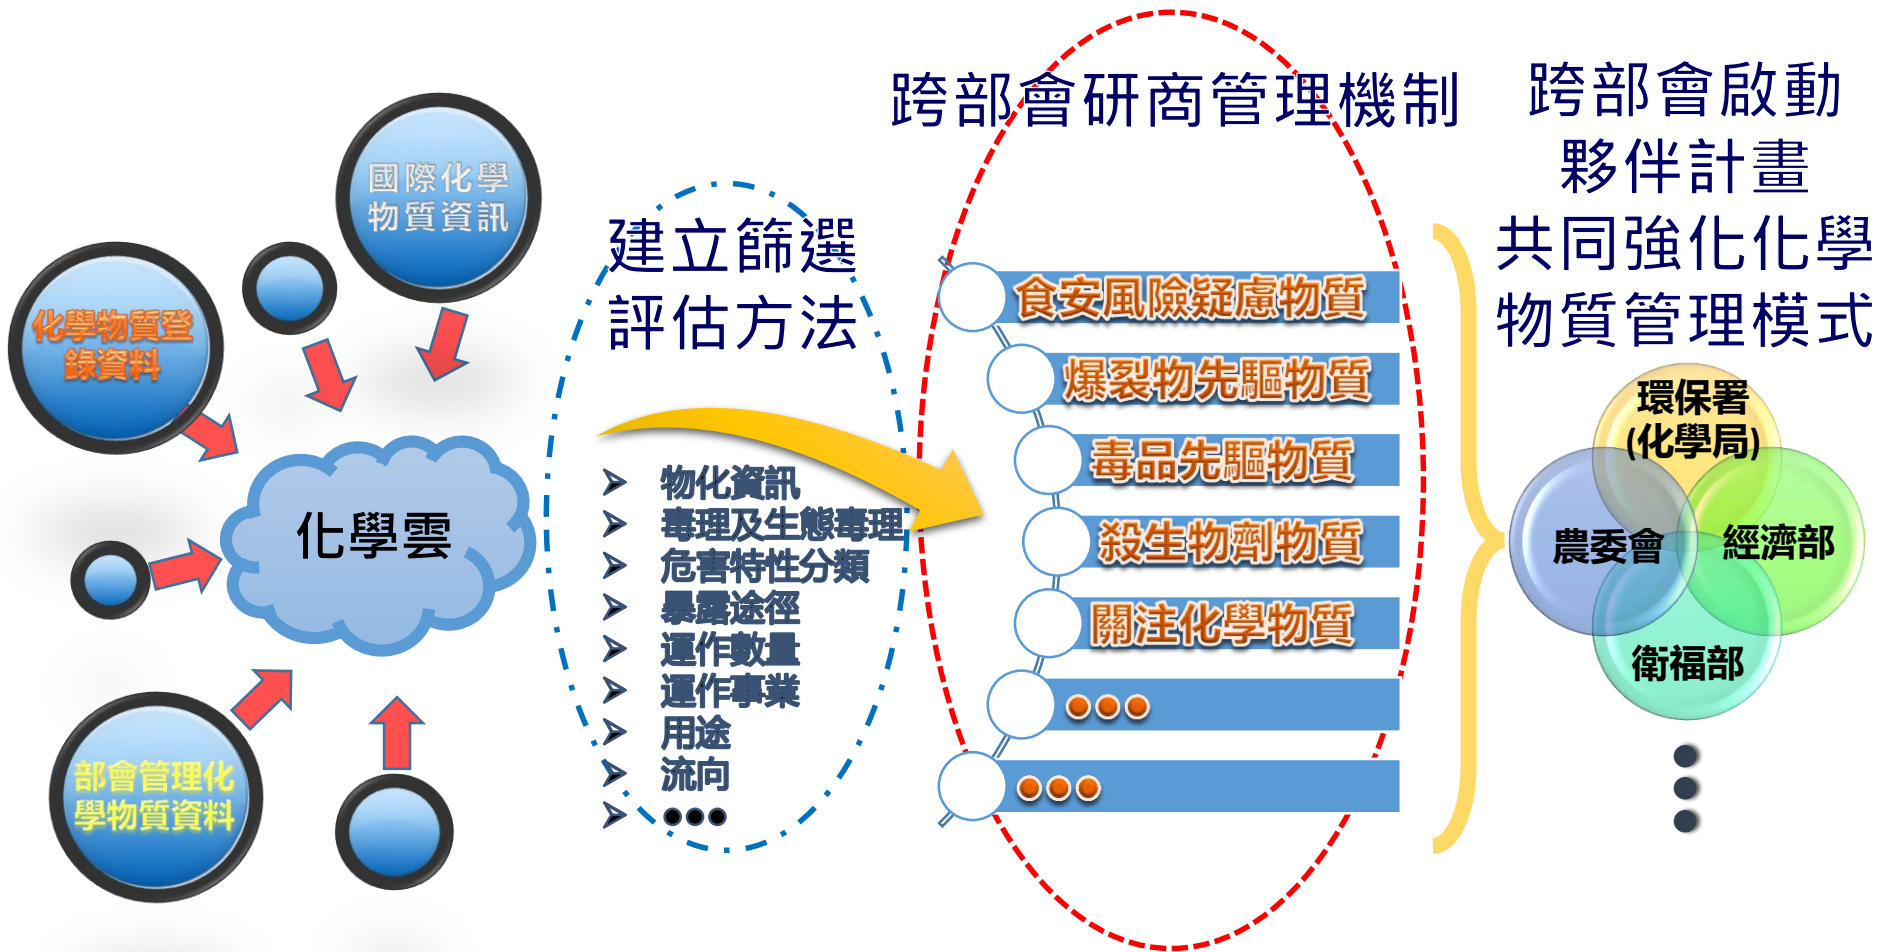 國際化學
物質資訊
化學物質登
錄資料
化學雲
部會管理化
學物質資料
建立篩選
評估方法
物化資訊
毒理及生態毒理
危害特性分類
暴露途徑
運作數量
運作事業
用途
流向
●●●
跨部會研商管理機制
食安風險疑慮物質
爆裂物先驅物質
毒品先驅物質
殺生物劑物質
關注化學物質
●●●
●●●
跨部會啟動
夥伴計畫
共同強化化學
物質管理模式
環保署
(化學局)
農委會
經濟部
衛福部